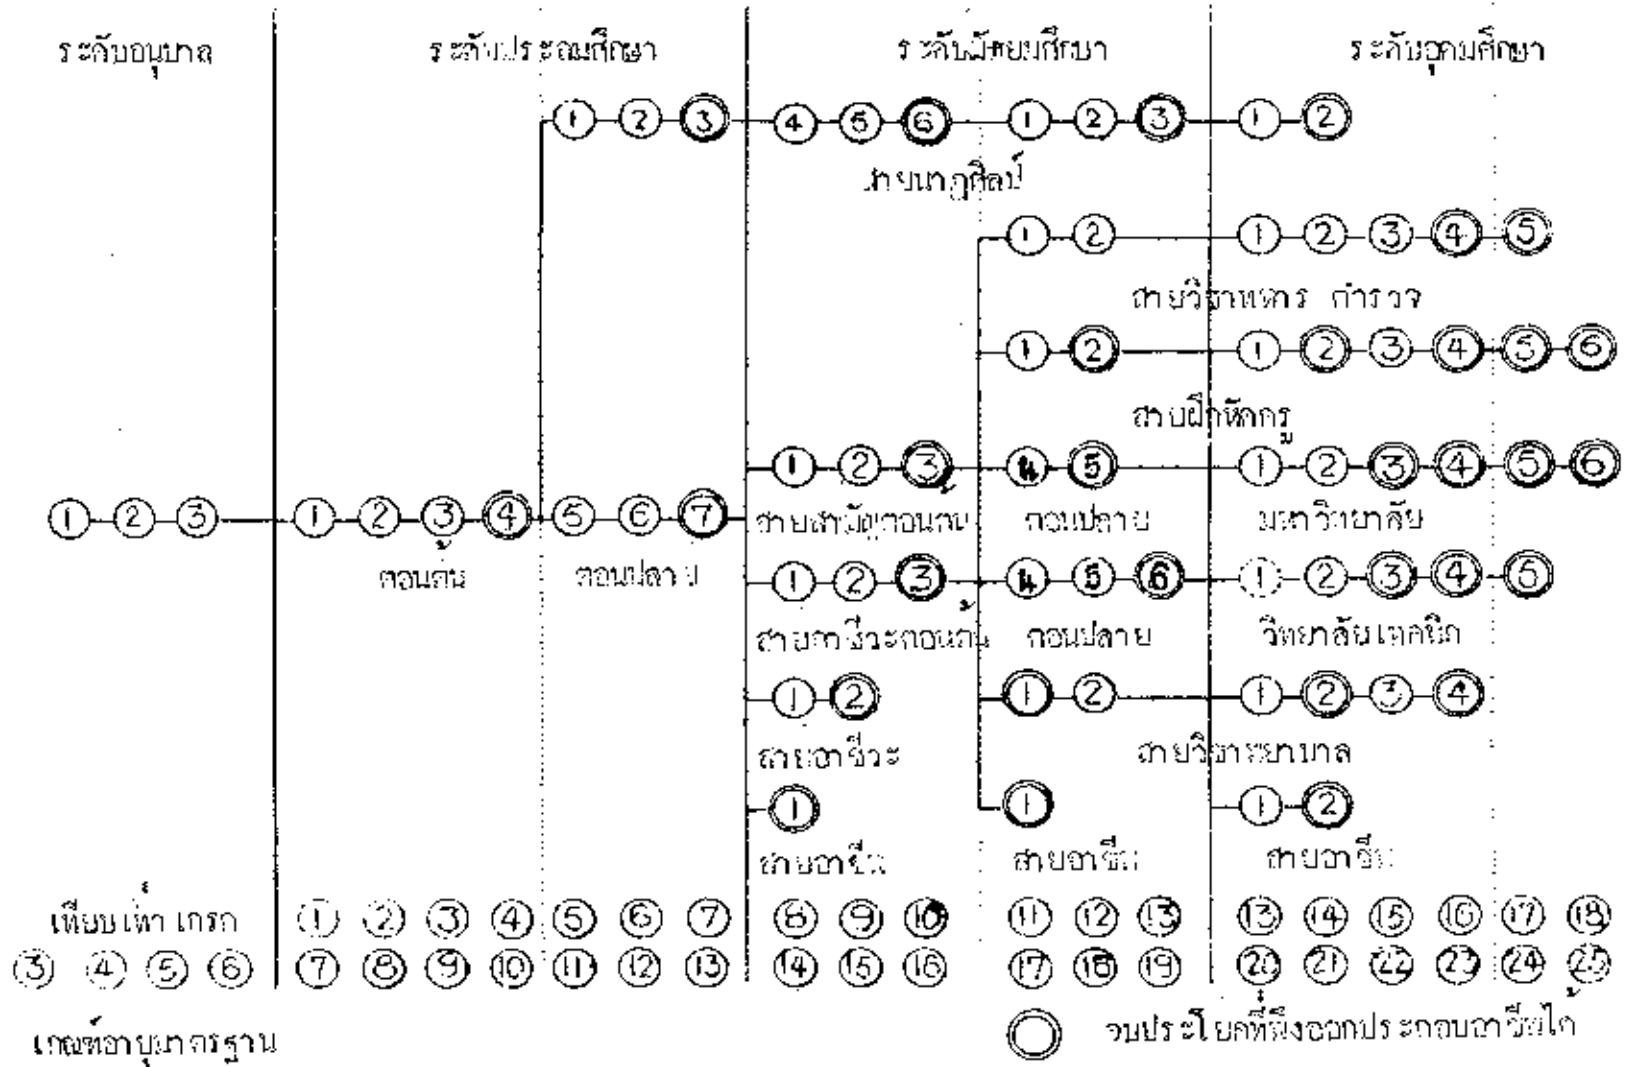 ระดับอนุบาล ระดับประถมศึกษา ระดับมัธยมศึกษา ระดับอุดมศึกษา
1 2 3 4 5 6 1 2 3 1 2
สายนาฏศิลป์
1 2 1 2 3 4 5
สายวิชาทหาร ตำรวจ
1 2 1 2 3 4 5 6
สายฝึกหัดครู
1 2 3 4 5 1 2 3 4 5 6
1 2 3 1 2 3 4 5 6 7 สายสามัญตอนต้น ตอนปลาย มหาวิทยาลัย
ตอนต้น ตอนปลาย 1 2 3 4 5 6 1 2 3 4 5
สายอาชีวะตอนต้น ตอนปลาย วิทยาลัยเทคนิค
1 2 1 2 1 2 3 4
สายอาชีวะ สายวิชาพยาบาล
1 1 1 2
สายอาชีพ สายอาชีพ สายอาชีพ
เทียบเท่าเกรด 1 2 3 4 5 6 7 8 9 10 11 12 13 13 14 15 16 17 18
3 4 5 6 7 8 9 10 11 12 13 14 15 16 17 18 19 20 21 22 23 24 25
เกณฑ์อายุมาตรฐาน จบประโยคที่พึงออกประกอบอาชีพได้